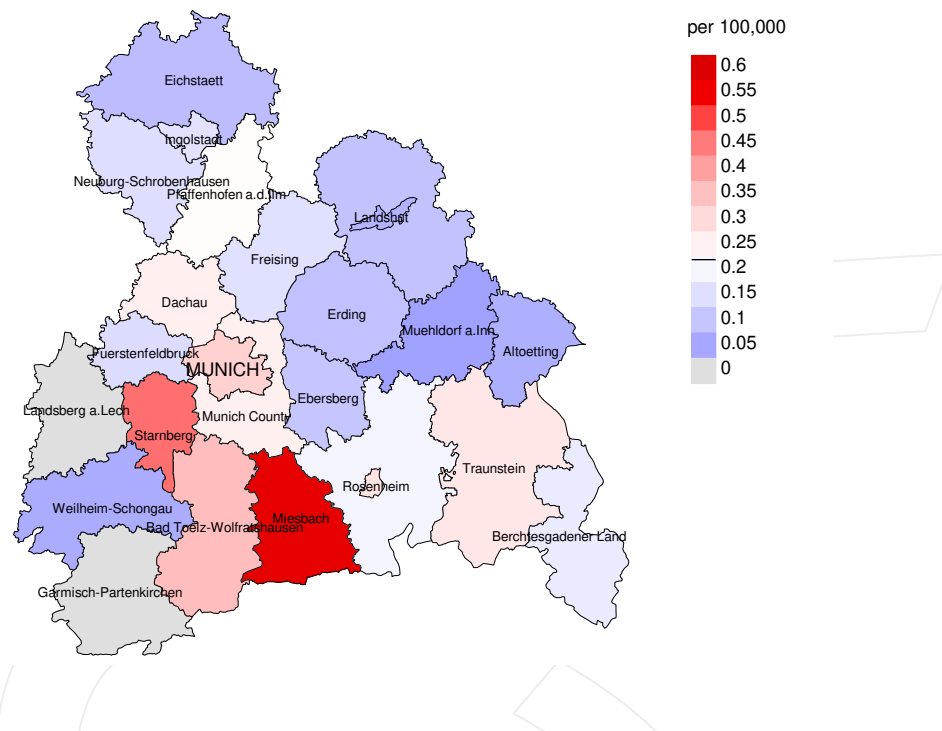 per 100,000
0.6
0.55
0.5
0.45
0.4
0.35
0.3
0.25
0.2
0.15
0.1
0.05
0
Eichstaett
Ingolstadt
Neuburg-Schrobenhausen
Pfaffenhofen a.d.Ilm
Landshut
Freising
Dachau
Erding
Muehldorf a.Inn
Altoetting
Fuerstenfeldbruck
MUNICH
Ebersberg
Landsberg a.Lech
Munich County
Starnberg
Traunstein
Rosenheim
Weilheim-Schongau
Miesbach
Bad Toelz-Wolfratshausen
Berchtesgadener Land
Garmisch-Partenkirchen